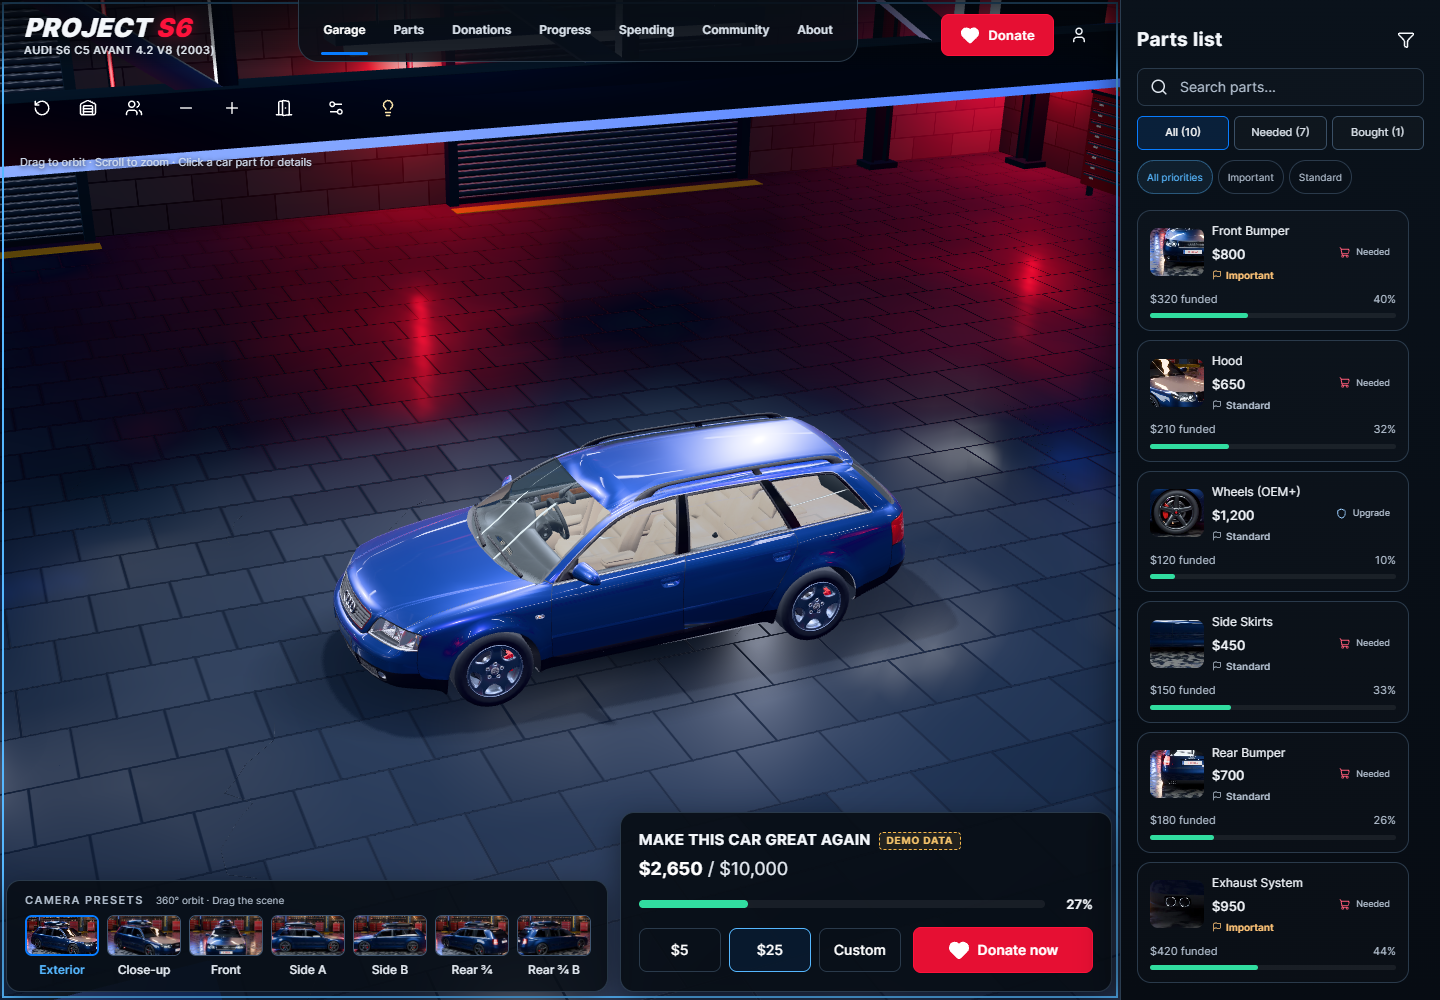 PROJECT S6
AUDI S6 C5 AVANT 4.2 V8 (2003)
Garage
Parts
Donations
Progress
Spending
Community
About
Donate
Drag to orbit · Scroll to zoom · Click a car part for details
CAMERA PRESETS
360° orbit · Drag the scene
Exterior
Close-up
Front
Side A
Side B
Rear ¾
Rear ¾ B
MAKE THIS CAR GREAT AGAIN
DEMO DATA
$2,650 / $10,000
27%
$5
$25
Custom
Donate now
Parts list
Search parts...
All (10)
Needed (7)
Bought (1)
All priorities
Important
Standard
Front Bumper
$800
Needed
Important
$320 funded
40%
Hood
$650
Needed
Standard
$210 funded
32%
Wheels (OEM+)
$1,200
Upgrade
Standard
$120 funded
10%
Side Skirts
$450
Needed
Standard
$150 funded
33%
Rear Bumper
$700
Needed
Standard
$180 funded
26%
Exhaust System
$950
Needed
Important
$420 funded
44%